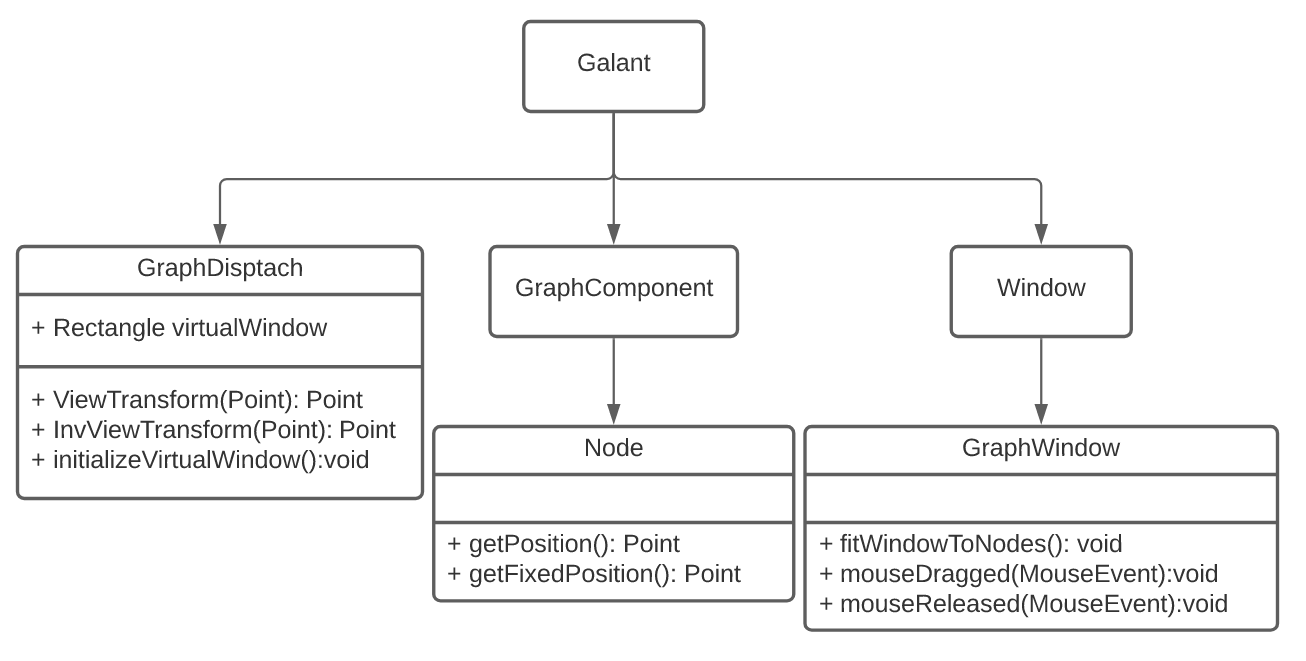 Galant
GraphDisptach
+ Rectangle virtualWindow
+ ViewTransform(Point): Point
+ InvViewTransform(Point): Point
+ initializeVirtualWindow():void
GraphComponent
Node
+ getPosition(): Point
+ getFixedPosition(): Point
Window
GraphWindow
+ fitWindowToNodes(): void
+ mouseDragged(MouseEvent):void
+ mouseReleased(MouseEvent):void